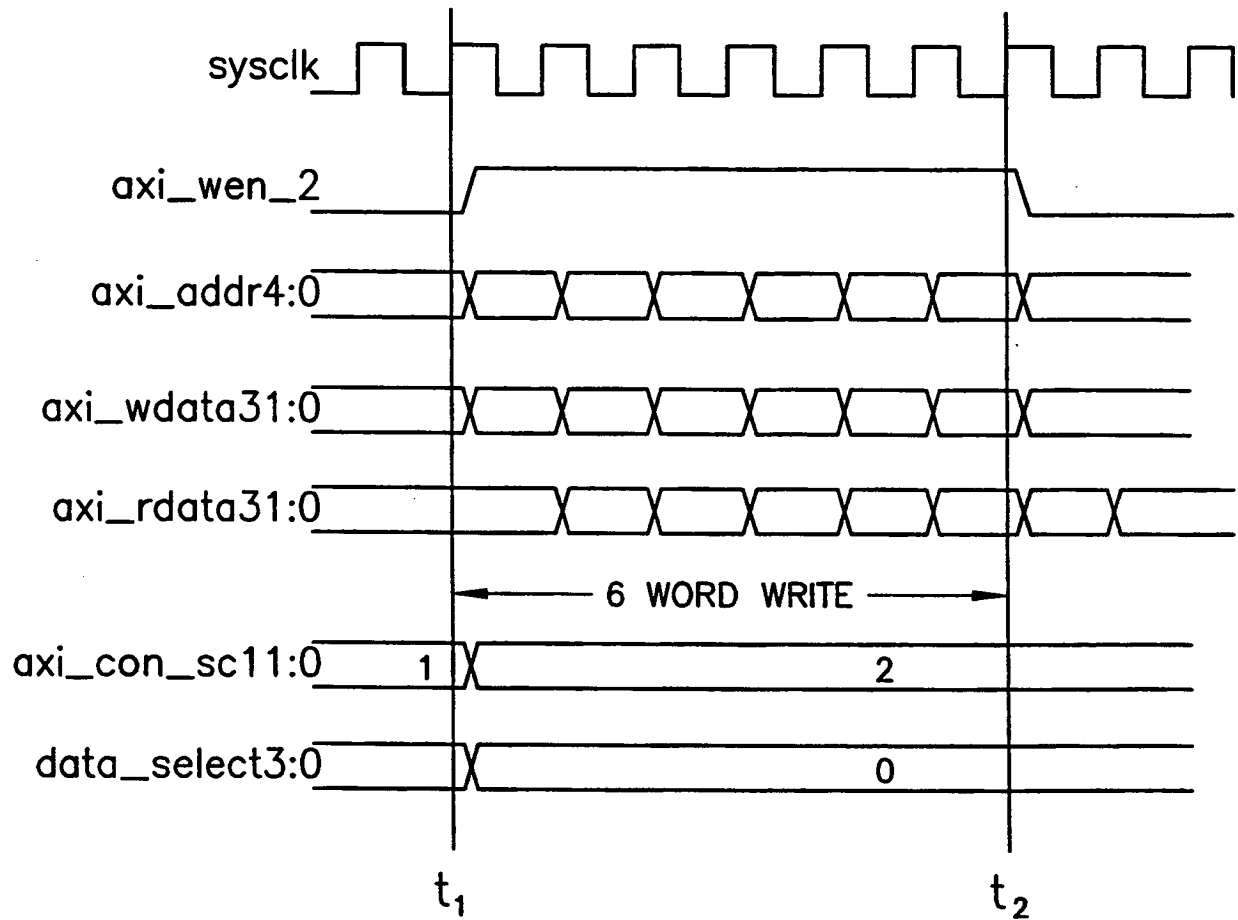 sysclk
axi_wen_2
axi_addr4:0
axi_wdata31:0
axi_rdata31:0
6 WORD WRITE
axi_con_sc11:0 1 2
data_select3:0 0
t1 t2